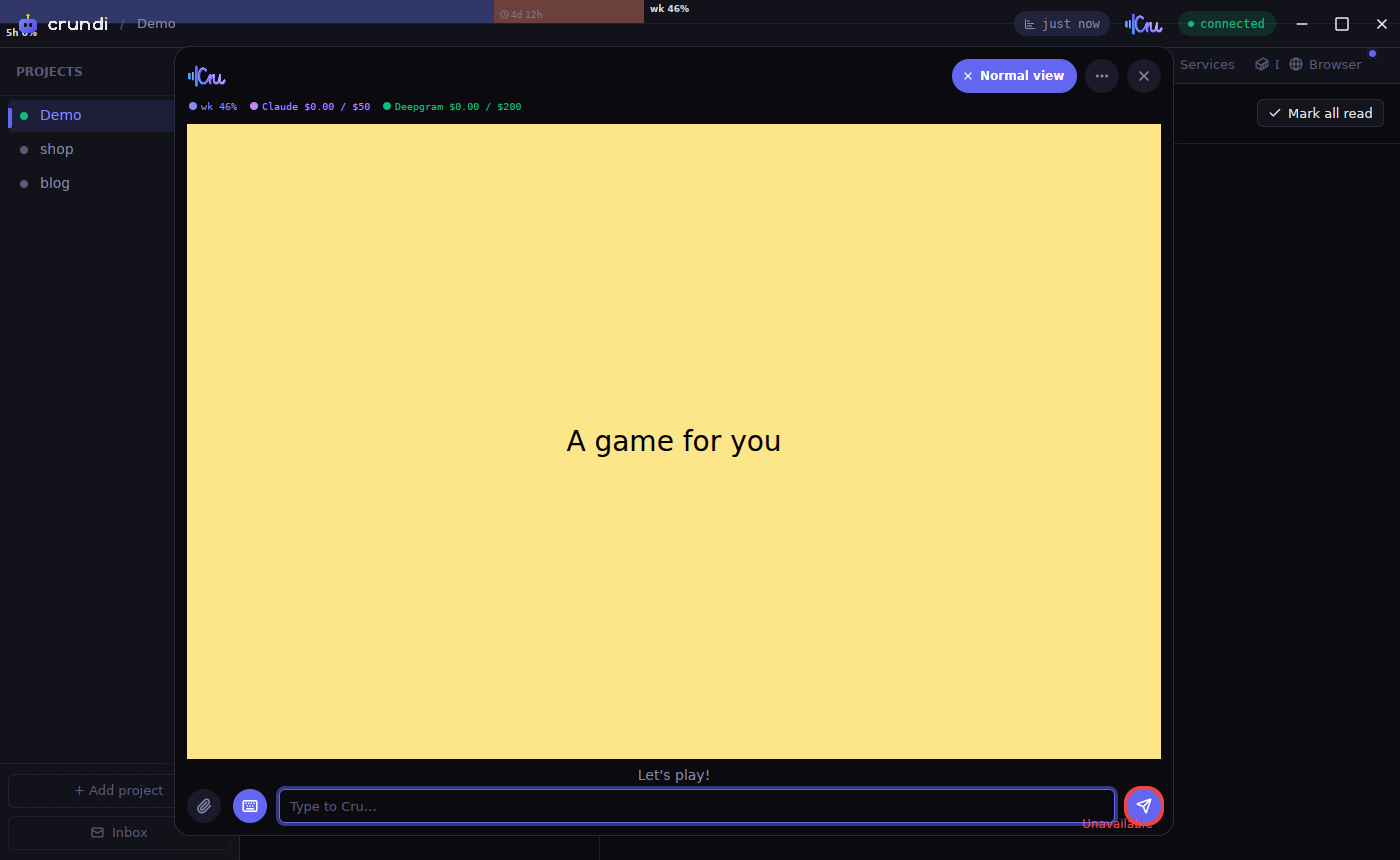 5h 6%
4d 12h
wk 46%
crundi / Demo
just now
Cru
connected
PROJECTS
Demo
shop
blog
+ Add project
Inbox
Services
Browser
Mark all read
Cru
Normal view
wk 46%
Claude $0.00 / $50
Deepgram $0.00 / $200
A game for you
Let's play!
Type to Cru...
Unavailable